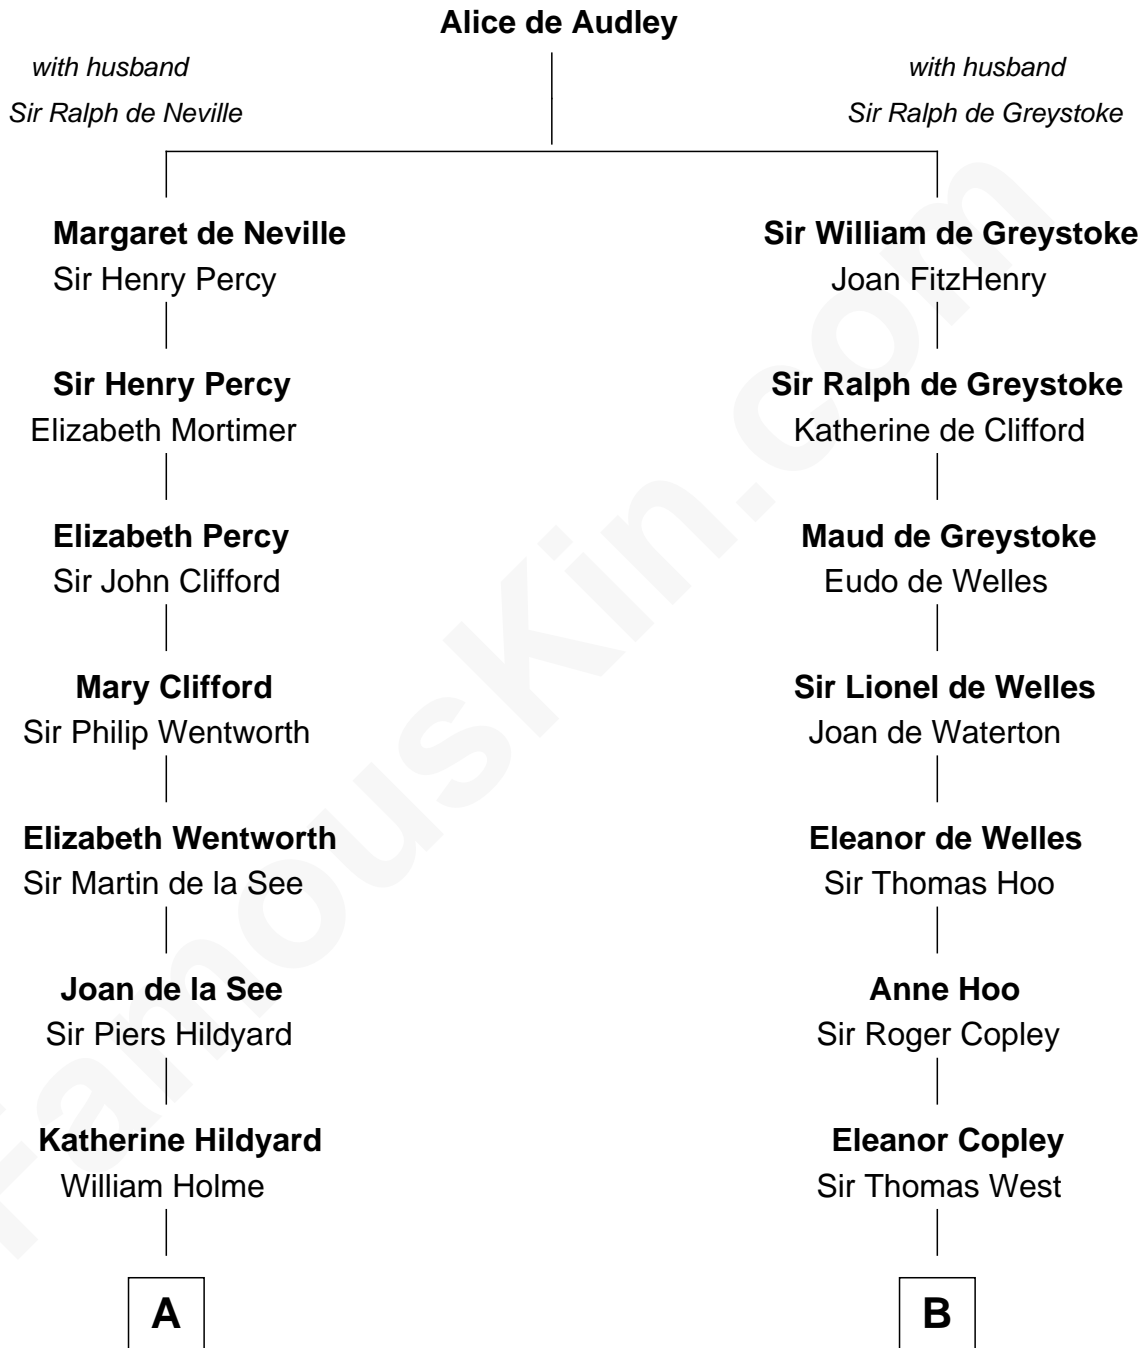 Alice de Audley
with husband
Sir Ralph de Neville
with husband
Sir Ralph de Greystoke
Margaret de Neville
Sir Henry Percy
Sir William de Greystoke
Joan FitzHenry
Sir Henry Percy
Elizabeth Mortimer
Sir Ralph de Greystoke
Katherine de Clifford
Elizabeth Percy
Sir John Clifford
Maud de Greystoke
Eudo de Welles
Mary Clifford
Sir Philip Wentworth
Sir Lionel de Welles
Joan de Waterton
Elizabeth Wentworth
Sir Martin de la See
Eleanor de Welles
Sir Thomas Hoo
Joan de la See
Sir Piers Hildyard
Anne Hoo
Sir Roger Copley
Katherine Hildyard
William Holme
Eleanor Copley
Sir Thomas West
A
B
FamousKin.com